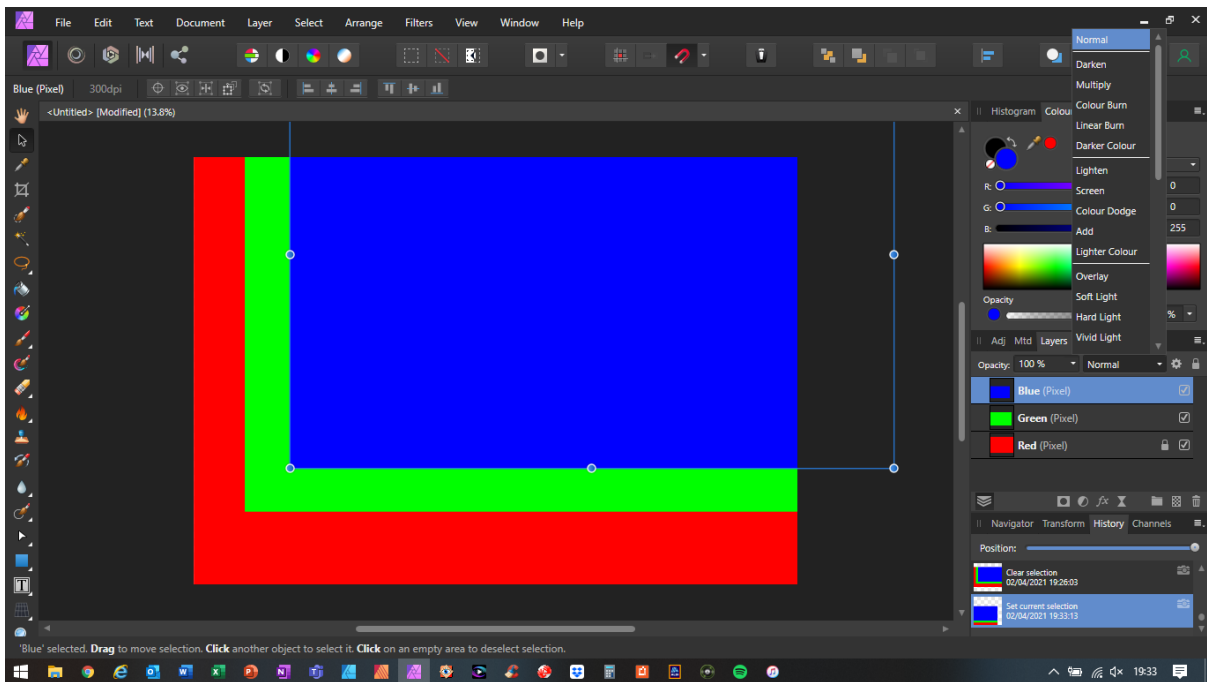 File Edit Text Document Layer Select Arrange Filters View Window Help
Blue (Pixel) 300dpi
<Untitled> [Modified] (13.8%)
Normal
Darken
Multiply
Colour Burn
Linear Burn
Darker Colour
Lighten
Screen
Colour Dodge
Add
Lighter Colour
Overlay
Soft Light
Hard Light
Vivid Light
Histogram Colou
R: 0
G: 0
B: 255
Opacity
%
Adj Mtd Layers
Opacity: 100 % Normal
Blue (Pixel)
Green (Pixel)
Red (Pixel)
Navigator Transform History Channels
Position:
Clear selection
02/04/2021 19:26:03
Set current selection
02/04/2021 19:33:13
'Blue' selected. Drag to move selection. Click another object to select it. Click on an empty area to deselect selection.
19:33